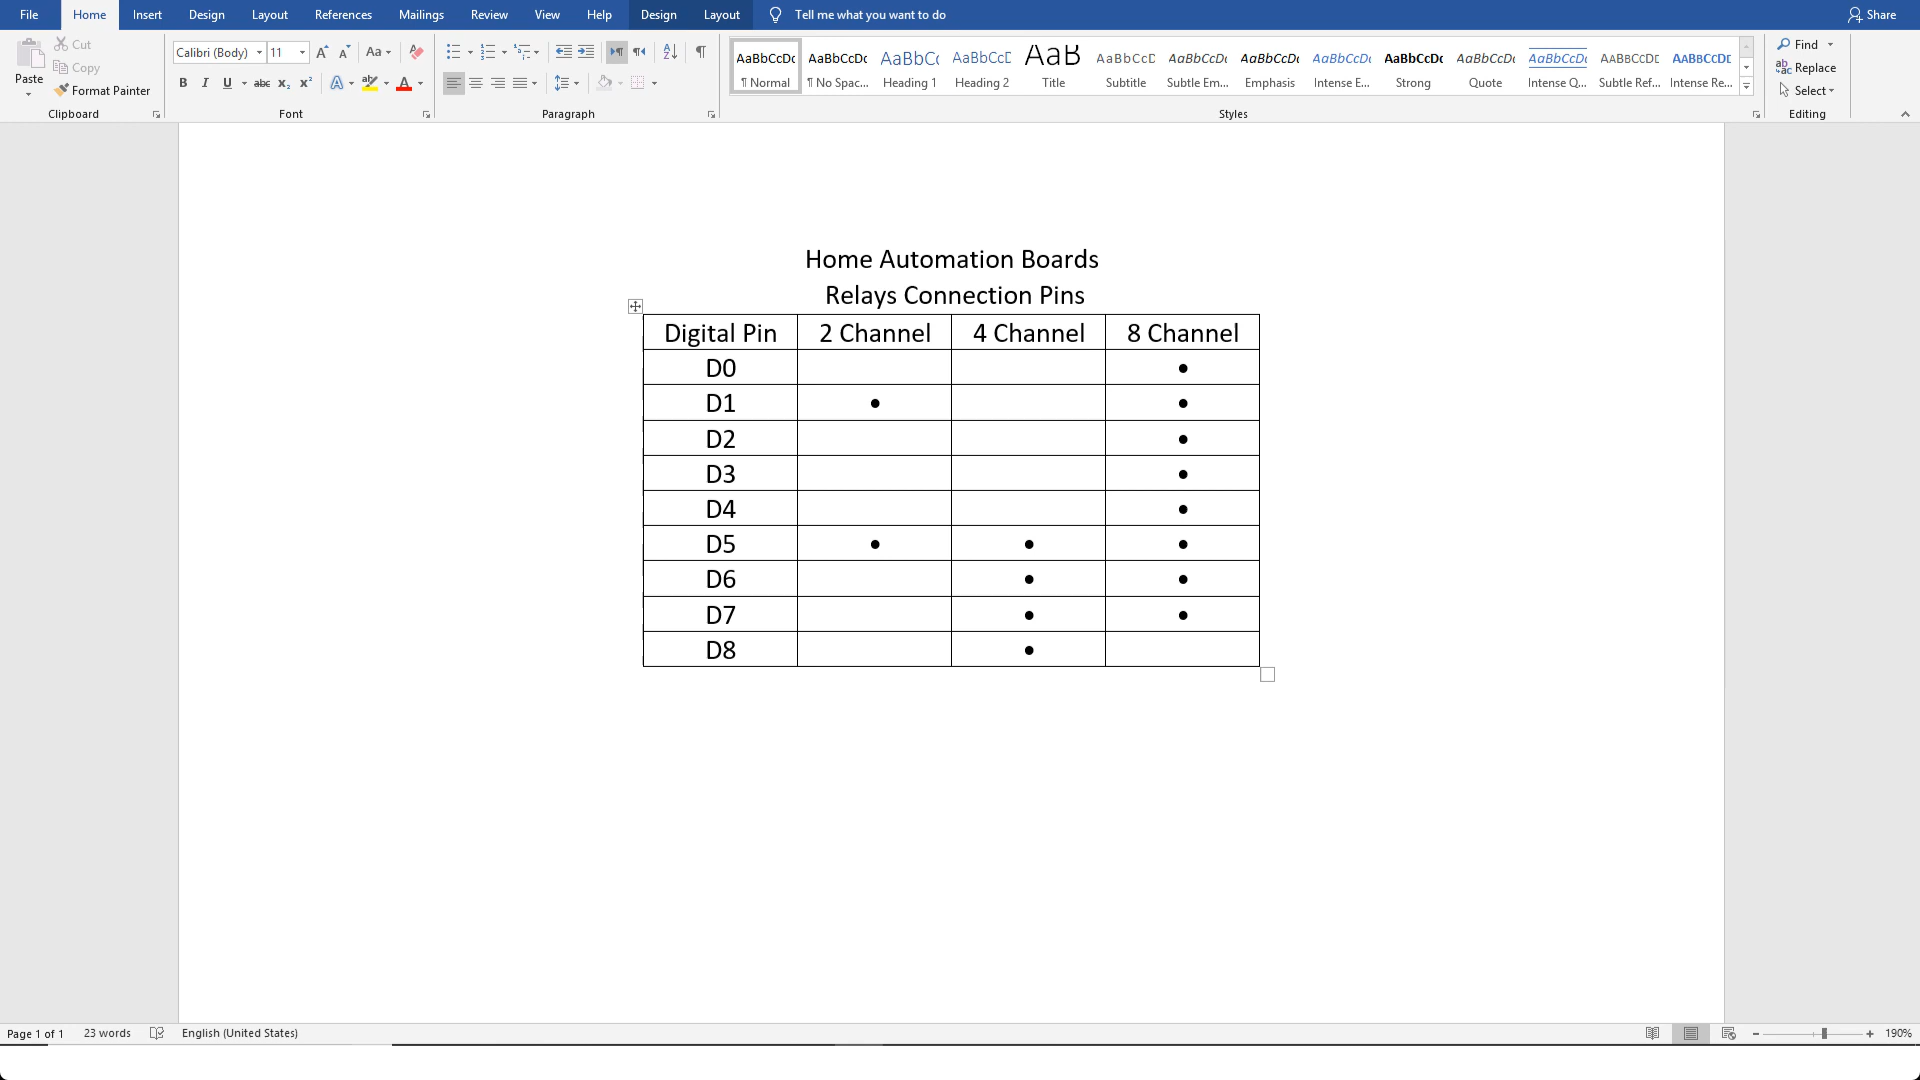 File Home Insert Design Layout References Mailings Review View Help Design Layout Tell me what you want to do Share
Paste
Cut
Copy
Format Painter
Clipboard
Calibri (Body) 11
Font
Paragraph
AaBbCcDc AaBbCcDc AaBbC( AaBbCcE AaB AaBbCcD AaBbCcDc AaBbCcDc AaBbCcDc AaBbCcDc AaBbCcDc AaBbCcDc AABBCCDE AABBCCDE
¶ Normal ¶ No Spac... Heading 1 Heading 2 Title Subtitle Subtle Em... Emphasis Intense E... Strong Quote Intense Q... Subtle Ref... Intense Re...
Styles
Find
Replace
Select
Editing
Home Automation Boards
Relays Connection Pins
Digital Pin 2 Channel 4 Channel 8 Channel
D0 •
D1 • •
D2 •
D3 •
D4 •
D5 • • •
D6 • •
D7 • •
D8 •
Page 1 of 1 23 words English (United States) 190%